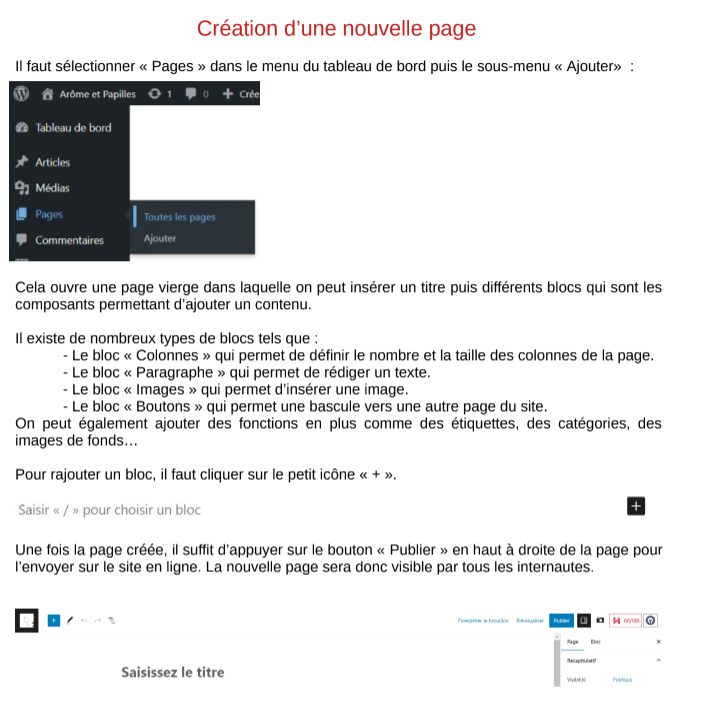 Création d'une nouvelle page
Il faut sélectionner « Pages » dans le menu du tableau de bord puis le sous-menu « Ajouter»  :
Arôme et Papilles 1 0 + Crée
Tableau de bord
Articles
Médias
Pages
Toutes les pages
Commentaires
Ajouter
Cela ouvre une page vierge dans laquelle on peut insérer un titre puis différents blocs qui sont les
composants permettant d'ajouter un contenu.
Il existe de nombreux types de blocs tels que :
- Le bloc « Colonnes » qui permet de définir le nombre et la taille des colonnes de la page.
- Le bloc « Paragraphe » qui permet de rédiger un texte.
- Le bloc « Images » qui permet d'insérer une image.
- Le bloc « Boutons » qui permet une bascule vers une autre page du site.
On peut également ajouter des fonctions en plus comme des étiquettes, des catégories, des
images de fonds…
Pour rajouter un bloc, il faut cliquer sur le petit icône « + ».
Saisir « / » pour choisir un bloc
Une fois la page créée, il suffit d'appuyer sur le bouton « Publier » en haut à droite de la page pour
l'envoyer sur le site en ligne. La nouvelle page sera donc visible par tous les internautes.
Enregistrer le brouillon Prévisualiser Publier 00/100
Page Bloc
Récapitulatif
Visibilité Publique
Saisissez le titre